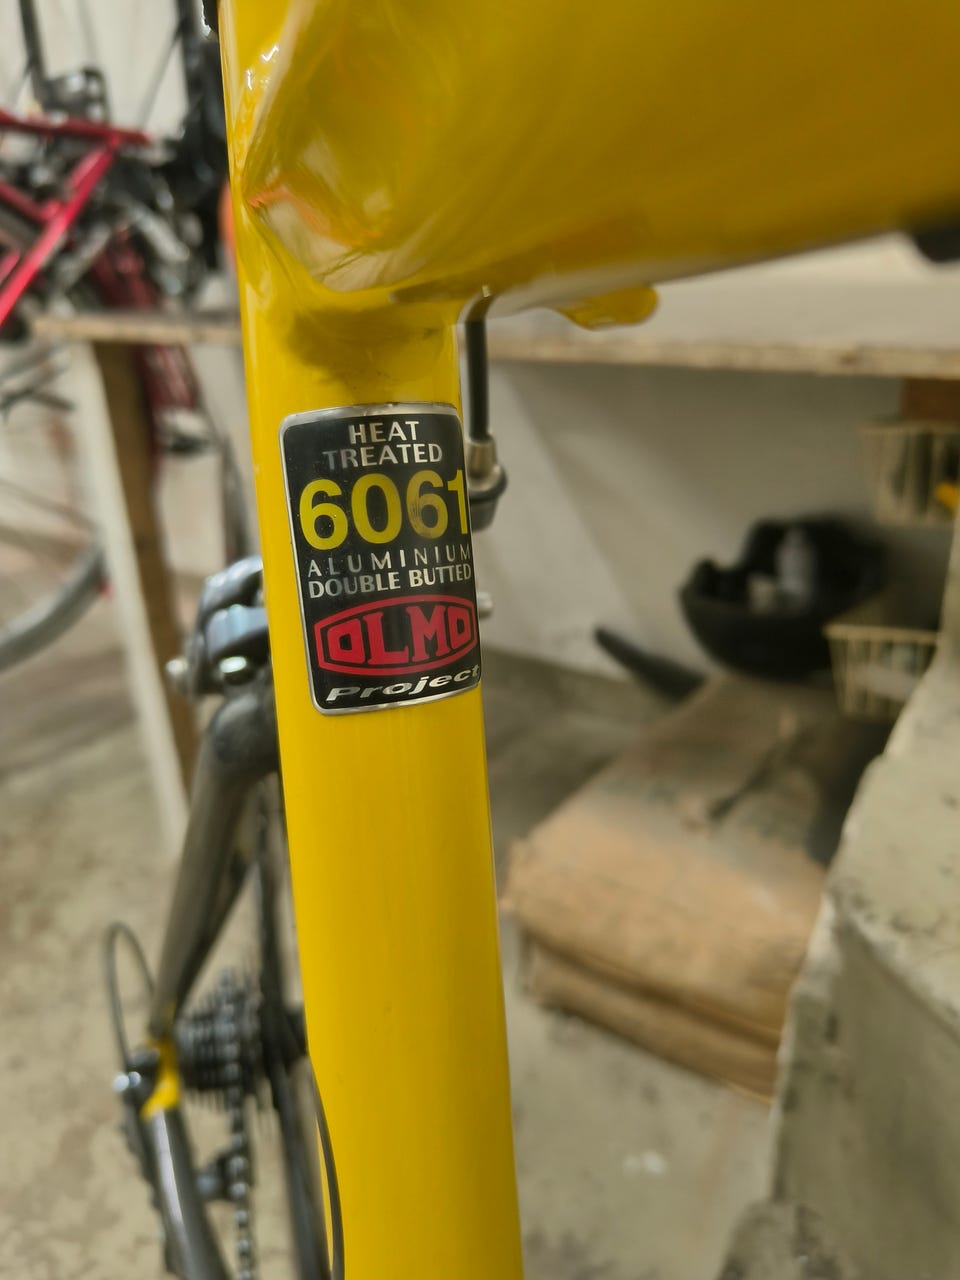 HEAT
TREATED
6061
ALUMINIUM
DOUBLE BUTTED
OLMO
Project